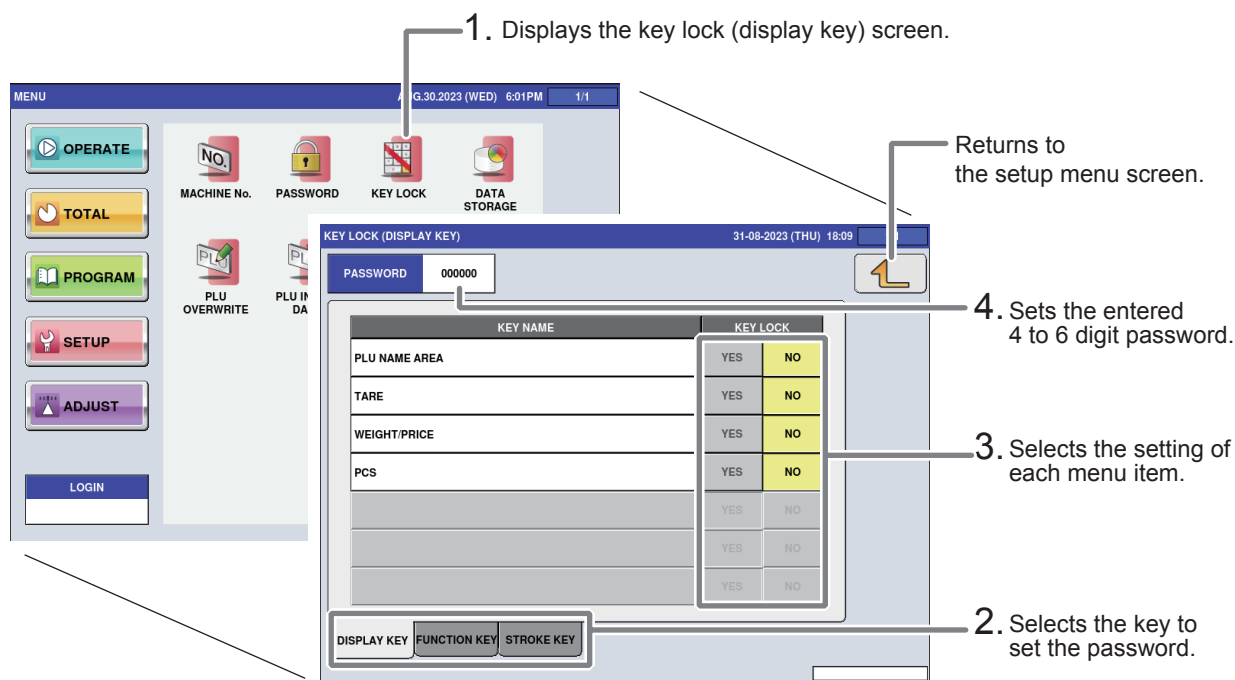 1. Displays the key lock (display key) screen.
MENU
G.30.2023 (WED) 6:01PM
1/1
OPERATE
TOTAL
PROGRAM
SETUP
ADJUST
LOGIN
MACHINE No.
PASSWORD
KEY LOCK
DATA
STORAGE
PLU
OVERWRITE
PLU IN
DA
Returns to
the setup menu screen.
KEY LOCK (DISPLAY KEY)
31-08-2023 (THU) 18:09
PASSWORD 000000
4. Sets the entered
4 to 6 digit password.
KEY NAME KEY LOCK
PLU NAME AREA YES NO
TARE YES NO
WEIGHT/PRICE YES NO
PCS YES NO
YES NO
YES NO
YES NO
3. Selects the setting of
each menu item.
DISPLAY KEY FUNCTION KEY STROKE KEY
2. Selects the key to
set the password.